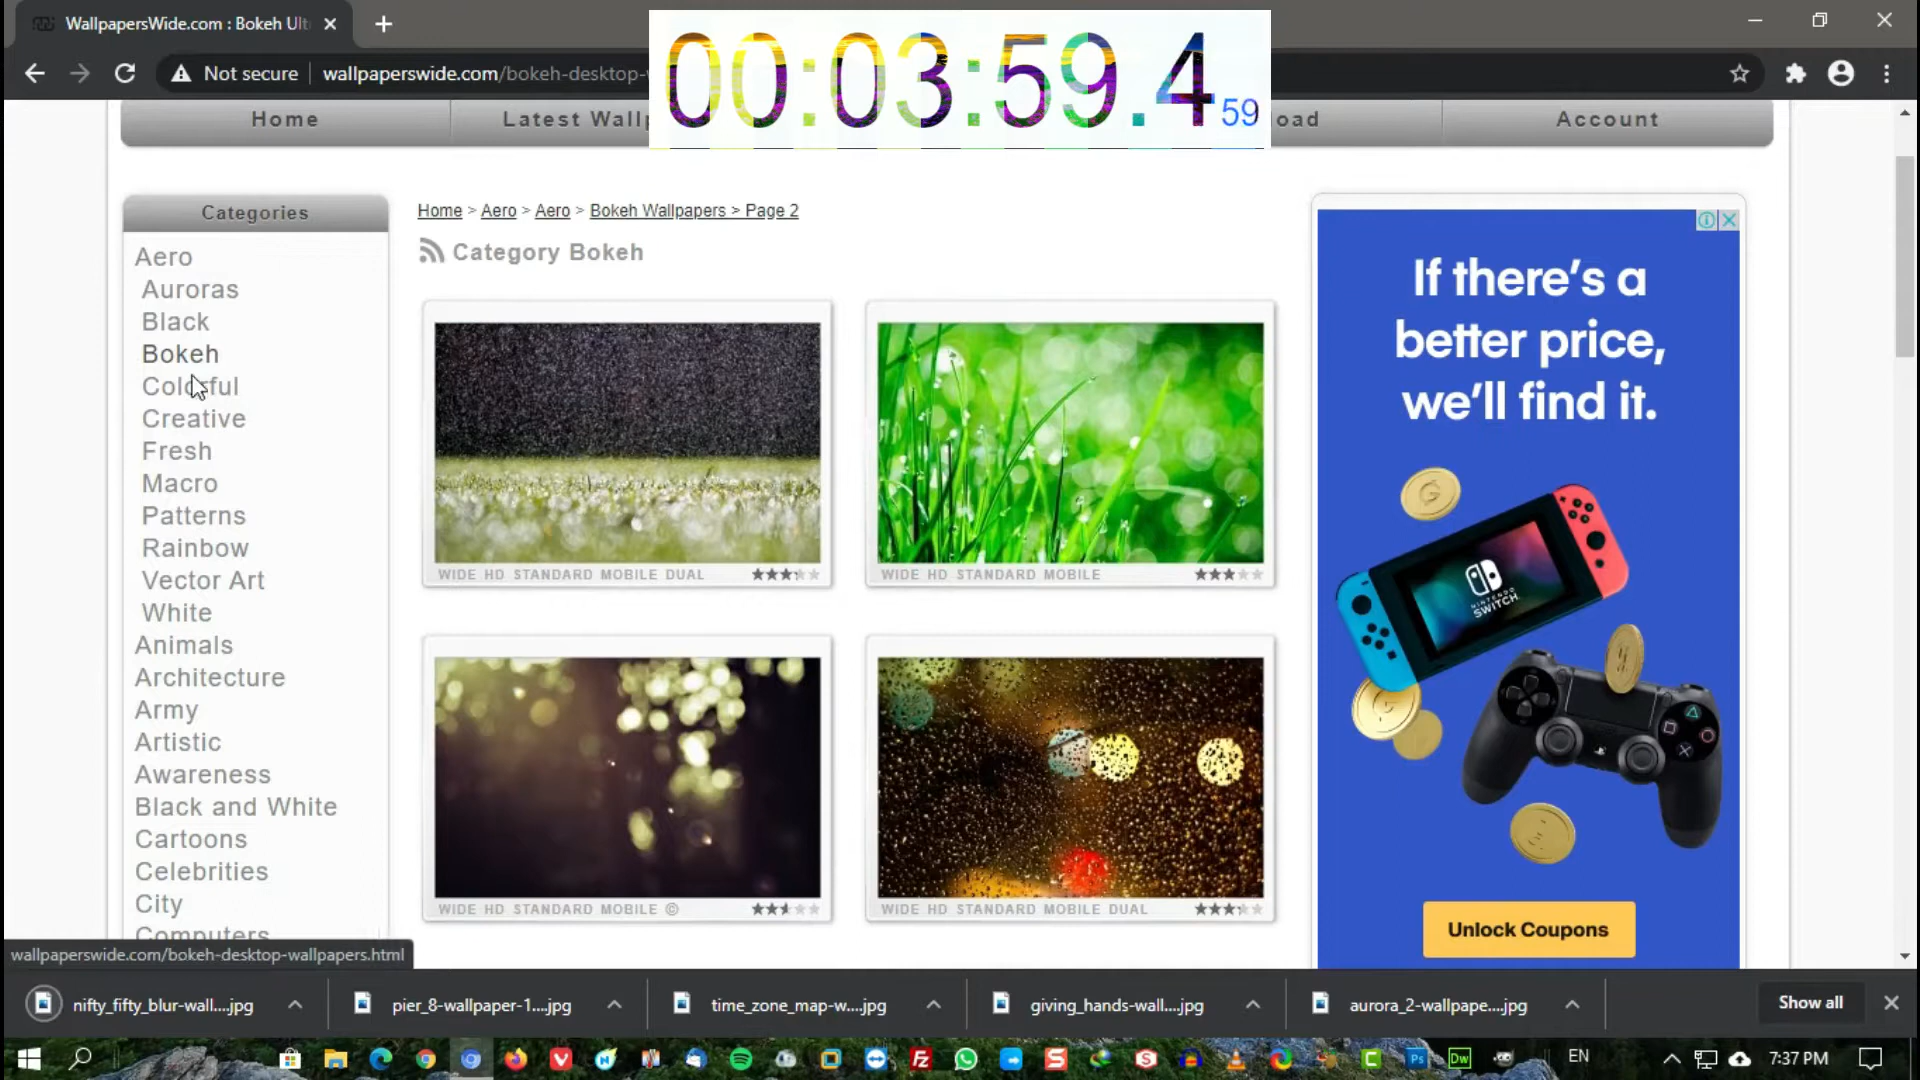 WallpapersWide.com : Bokeh Ult
00:03:59.459
Not secure
wallpaperswide.com/bokeh-desktop-
Home
Latest Wallp
oad
Account
Categories
Aero
Auroras
Black
Bokeh
Colorful
Creative
Fresh
Macro
Patterns
Rainbow
Vector Art
White
Animals
Architecture
Army
Artistic
Awareness
Black and White
Cartoons
Celebrities
City
Computers
Home > Aero > Aero > Bokeh Wallpapers > Page 2
Category Bokeh
WIDE HD STANDARD MOBILE DUAL
WIDE HD STANDARD MOBILE
WIDE HD STANDARD MOBILE ©
WIDE HD STANDARD MOBILE DUAL
If there's a
better price,
we'll find it.
NINTENDO
SWITCH
Unlock Coupons
wallpaperswide.com/bokeh-desktop-wallpapers.html
nifty_fifty_blur-wall....jpg
pier_8-wallpaper-1....jpg
time_zone_map-w....jpg
giving_hands-wall....jpg
aurora_2-wallpape....jpg
Show all
EN
7:37 PM